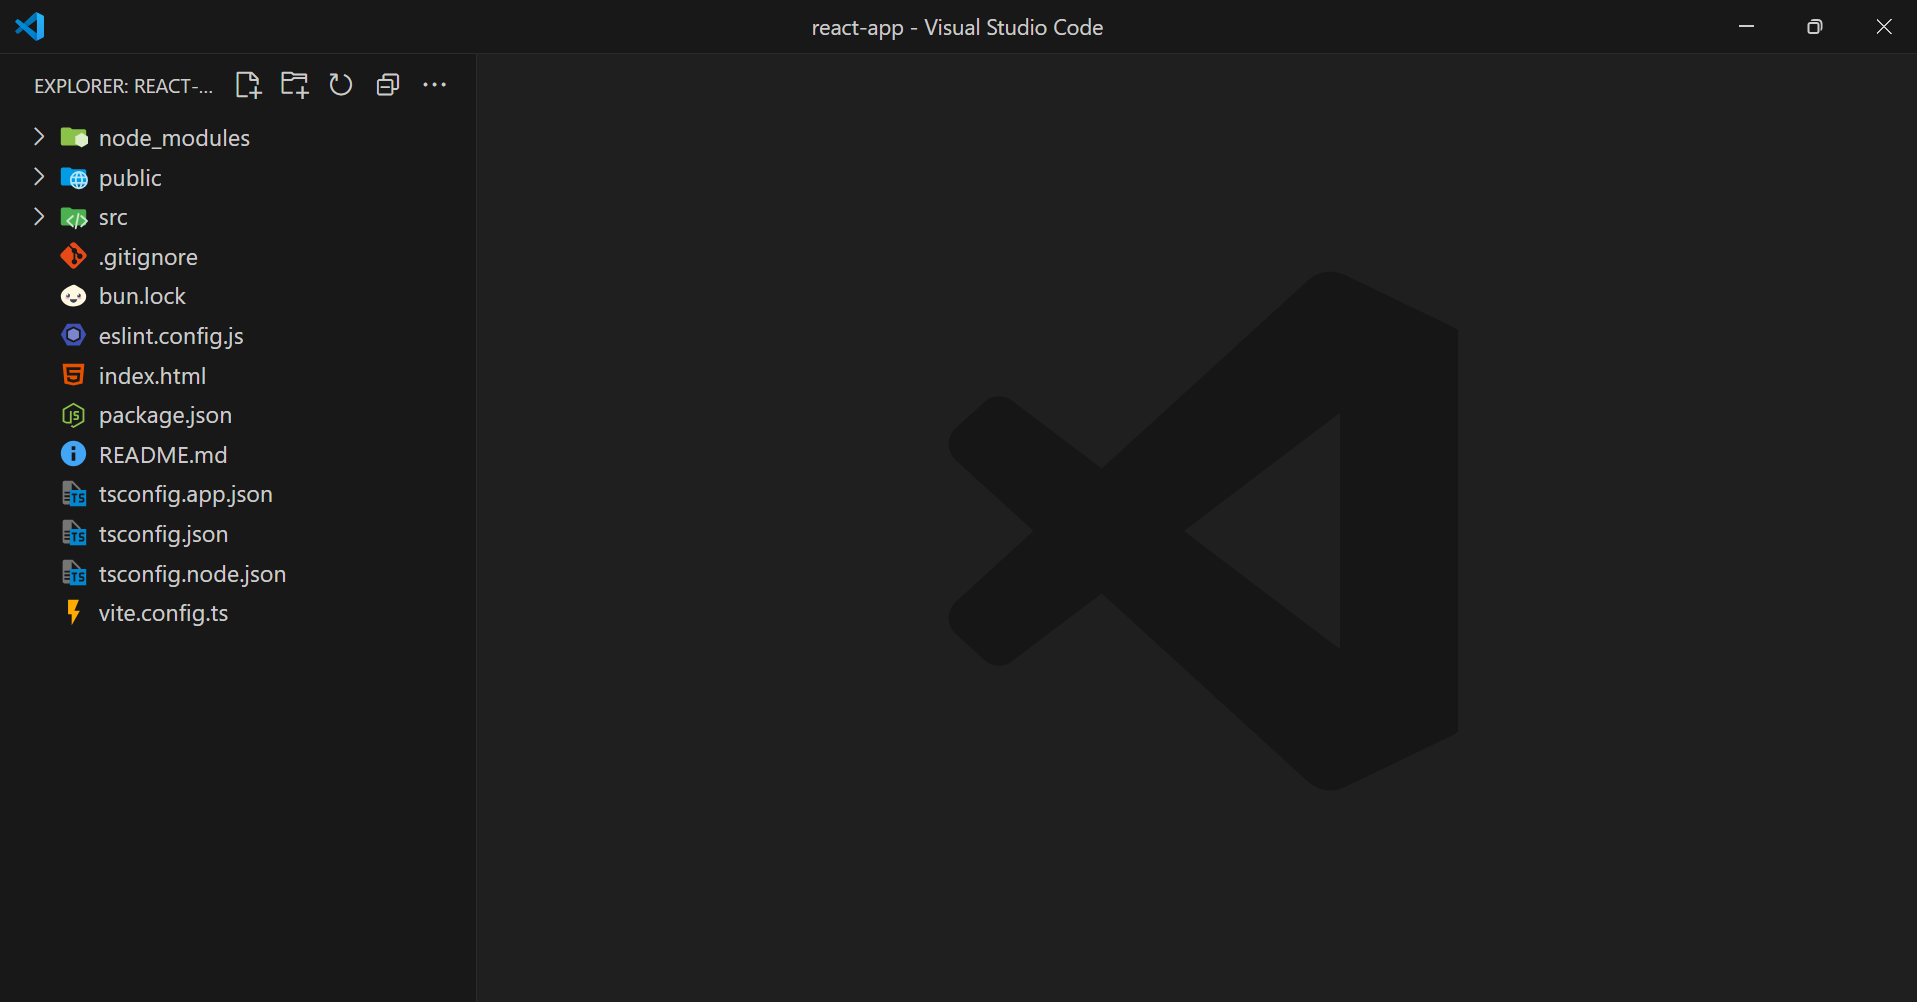 react-app - Visual Studio Code
EXPLORER: REACT-...
node_modules
public
src
.gitignore
bun.lock
eslint.config.js
index.html
package.json
README.md
tsconfig.app.json
tsconfig.json
tsconfig.node.json
vite.config.ts